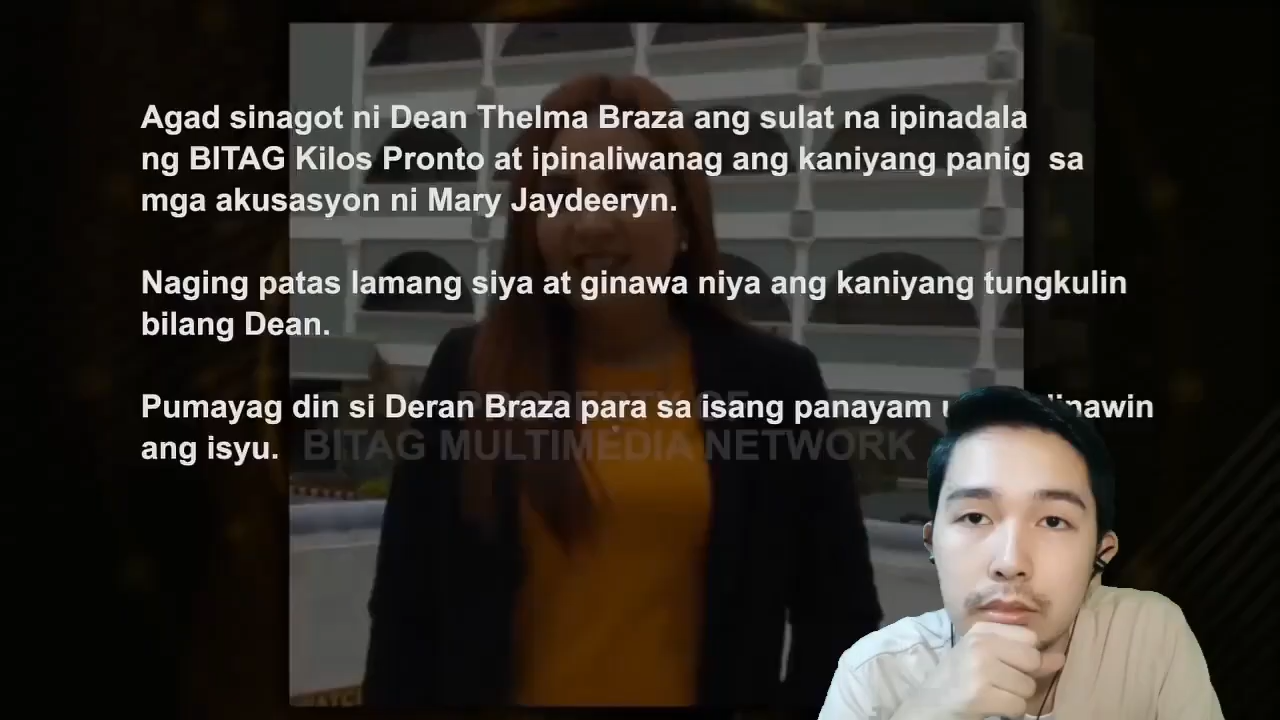 Agad sinagot ni Dean Thelma Braza ang sulat na ipinadala
ng BITAG Kilos Pronto at ipinaliwanag ang kaniyang panig sa
mga akusasyon ni Mary Jaydeeryn.
Naging patas lamang siya at ginawa niya ang kaniyang tungkulin
bilang Dean.
Pumayag din si Deran Braza para sa isang panayam
ang isyu.
PROPERTY OF
BITAG MULTIMEDIA NETWORK